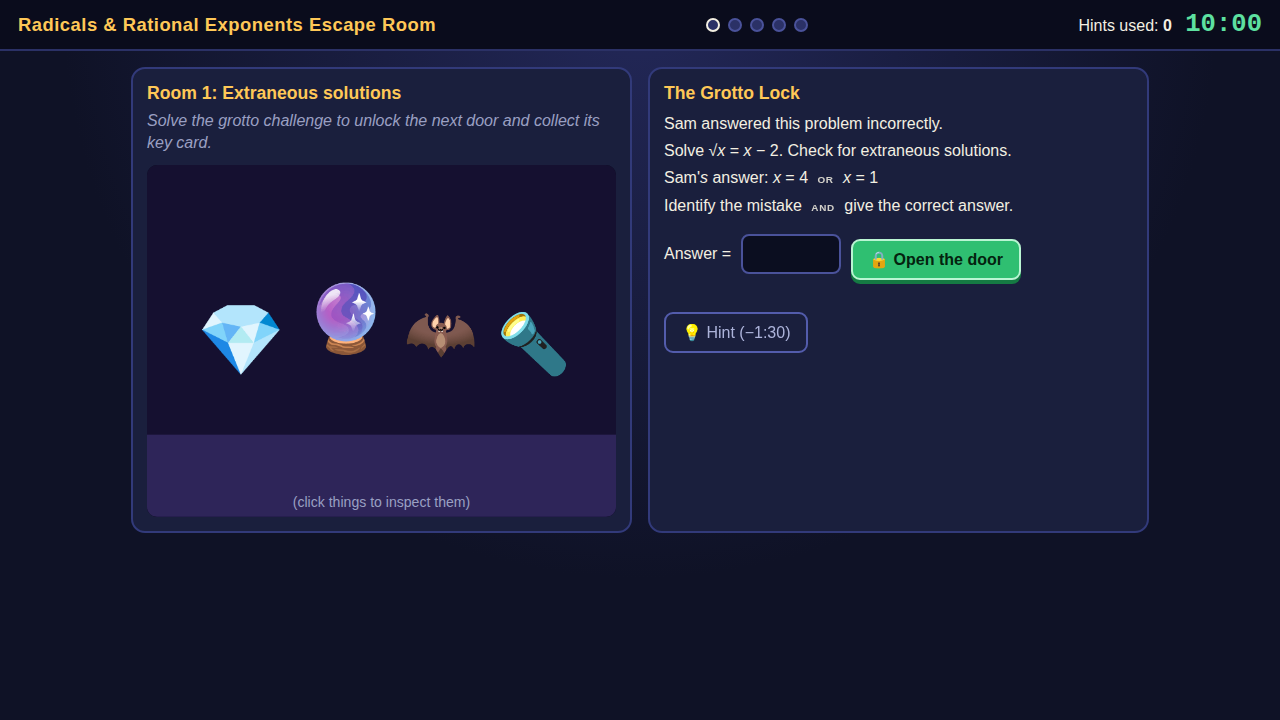 Radicals & Rational Exponents Escape Room
Hints used: 0 10:00
Room 1: Extraneous solutions
Solve the grotto challenge to unlock the next door and collect its
key card.
(click things to inspect them)
The Grotto Lock
Sam answered this problem incorrectly.
Solve √x = x − 2. Check for extraneous solutions.
Sam's answer: x = 4 OR x = 1
Identify the mistake AND give the correct answer.
Answer =
🔒 Open the door
💡 Hint (−1:30)